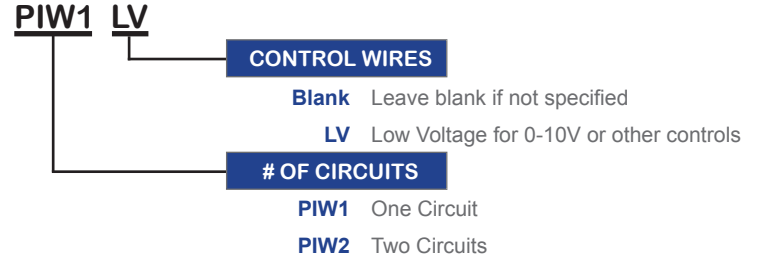 PIW1 LV
CONTROL WIRES
Blank Leave blank if not specified
LV Low Voltage for 0-10V or other controls
# OF CIRCUITS
PIW1 One Circuit
PIW2 Two Circuits